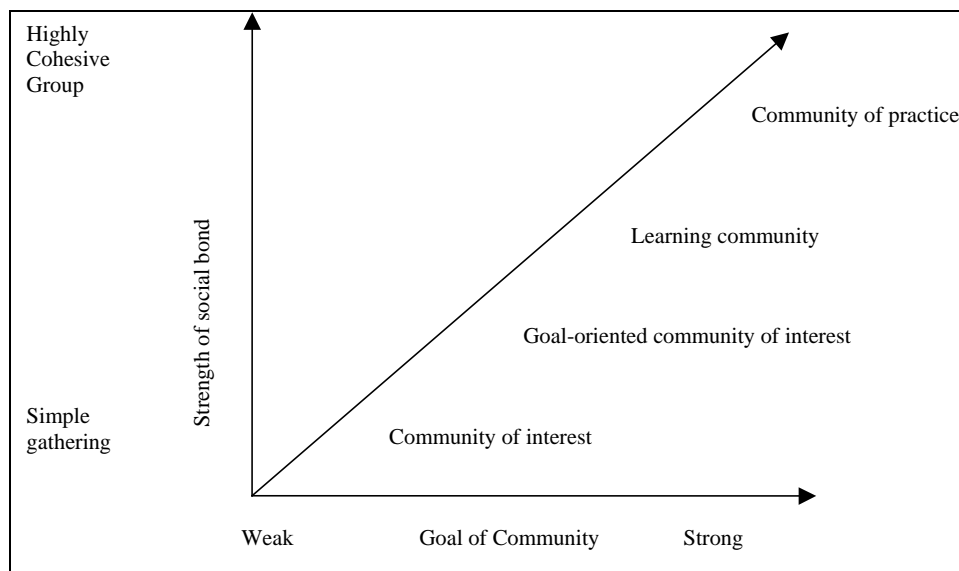 Highly
Cohesive
Group
Community of practice
Strength of social bond
Learning community
Goal-oriented community of interest
Simple
gathering
Community of interest
Weak Goal of Community Strong